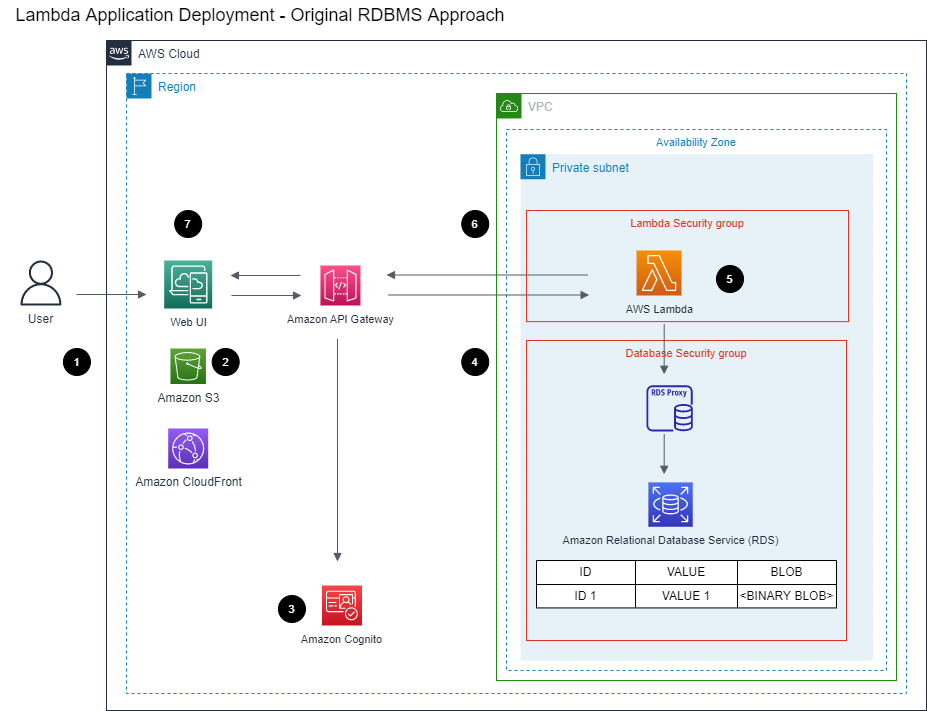 Lambda Application Deployment - Original RDBMS Approach
aws
AWS Cloud
Region
VPC
Availability Zone
Private subnet
7
6
Lambda Security group
5
User
Web UI
Amazon API Gateway
AWS Lambda
1
2
4
Database Security group
Amazon S3
RDS Proxy
Amazon CloudFront
Amazon Relational Database Service (RDS)
ID VALUE BLOB
ID 1 VALUE 1 <BINARY BLOB>
3
Amazon Cognito